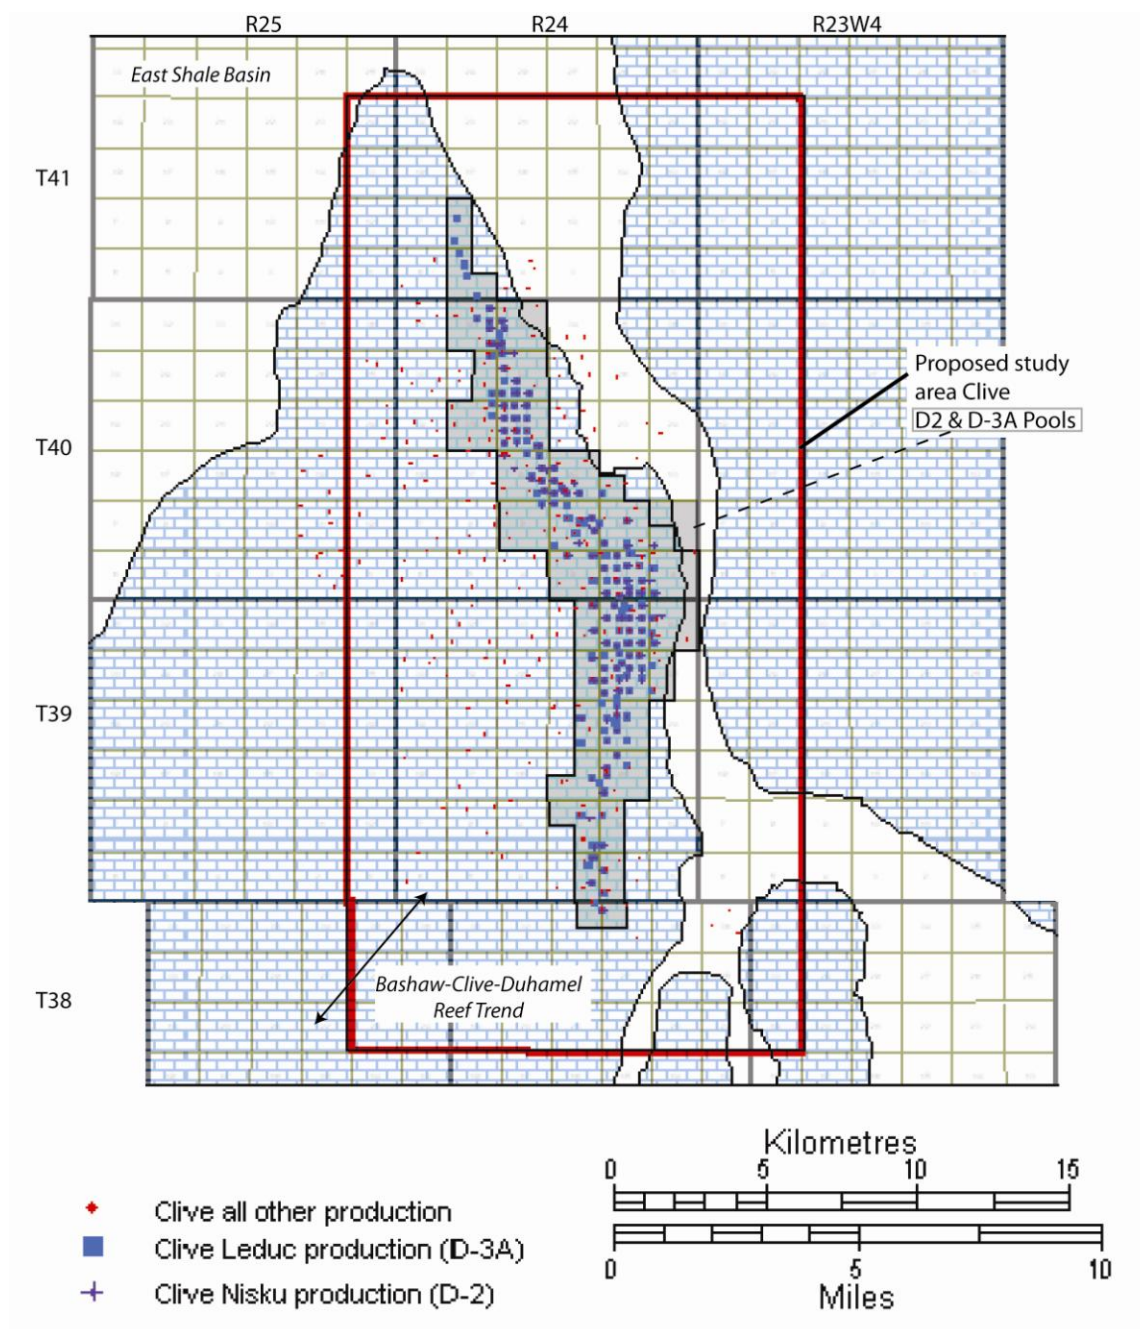 R25 R24 R23W4
East Shale Basin
T41
Proposed study
area Clive
D2 & D-3A Pools
T40
T39
Bashaw-Clive-Duhamel
Reef Trend
T38
Kilometres
0 5 10 15
Clive all other production
Clive Leduc production (D-3A)
Clive Nisku production (D-2)
0 5 10
Miles